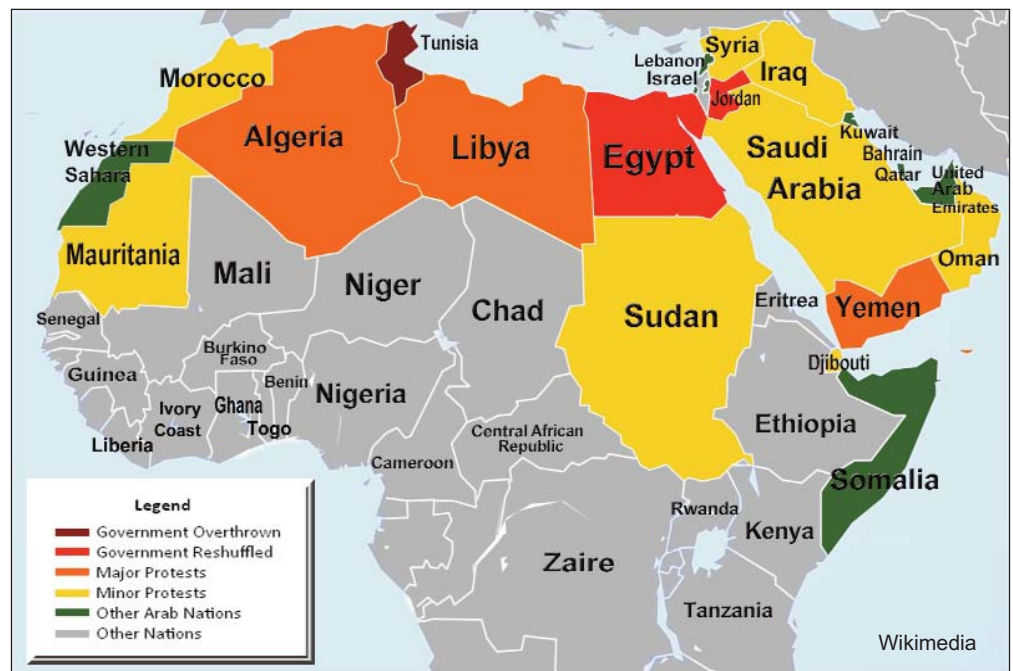 Tunisia
Morocco
Syria
Lebanon
Israel
Iraq
Jordan
Algeria
Libya
Egypt
Western
Sahara
Kuwait
Bahrain
Qatar
United
Arab
Emirates
Saudi
Arabia
Mauritania
Mali
Niger
Chad
Sudan
Eritrea
Yemen
Oman
Senegal
Djibouti
Guinea
Burkino
Faso
Benin
Nigeria
Ivory
Coast
Ghana
Togo
Liberia
Cameroon
Central African
Republic
Ethiopia
Somalia
Rwanda
Kenya
Zaire
Tanzania
Legend
Government Overthrown
Government Reshuffled
Major Protests
Minor Protests
Other Arab Nations
Other Nations
Wikimedia